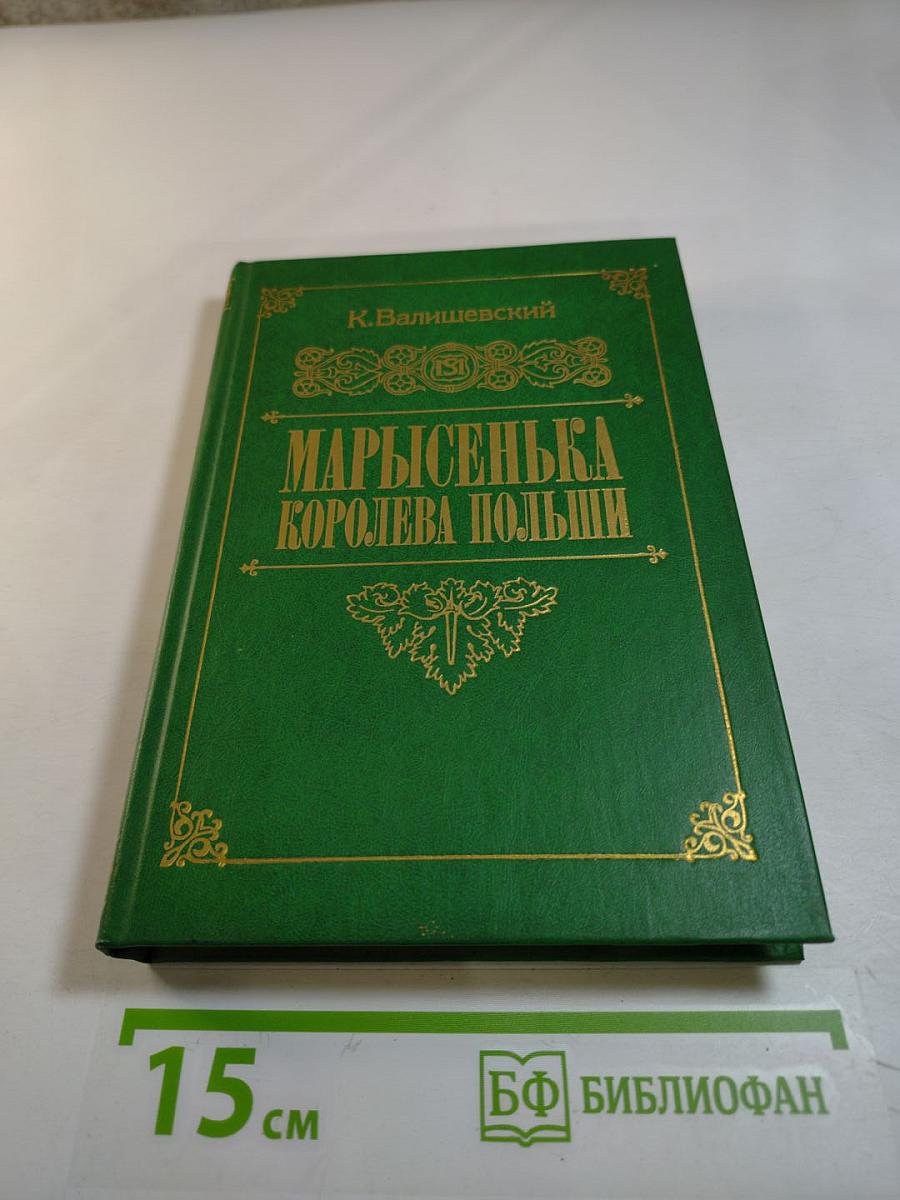 К.Валишевский
МАРЫСЕНЬКА
КОРОЛЕВА ПОЛЬШИ
15 см
БФ БИБЛИОФАН